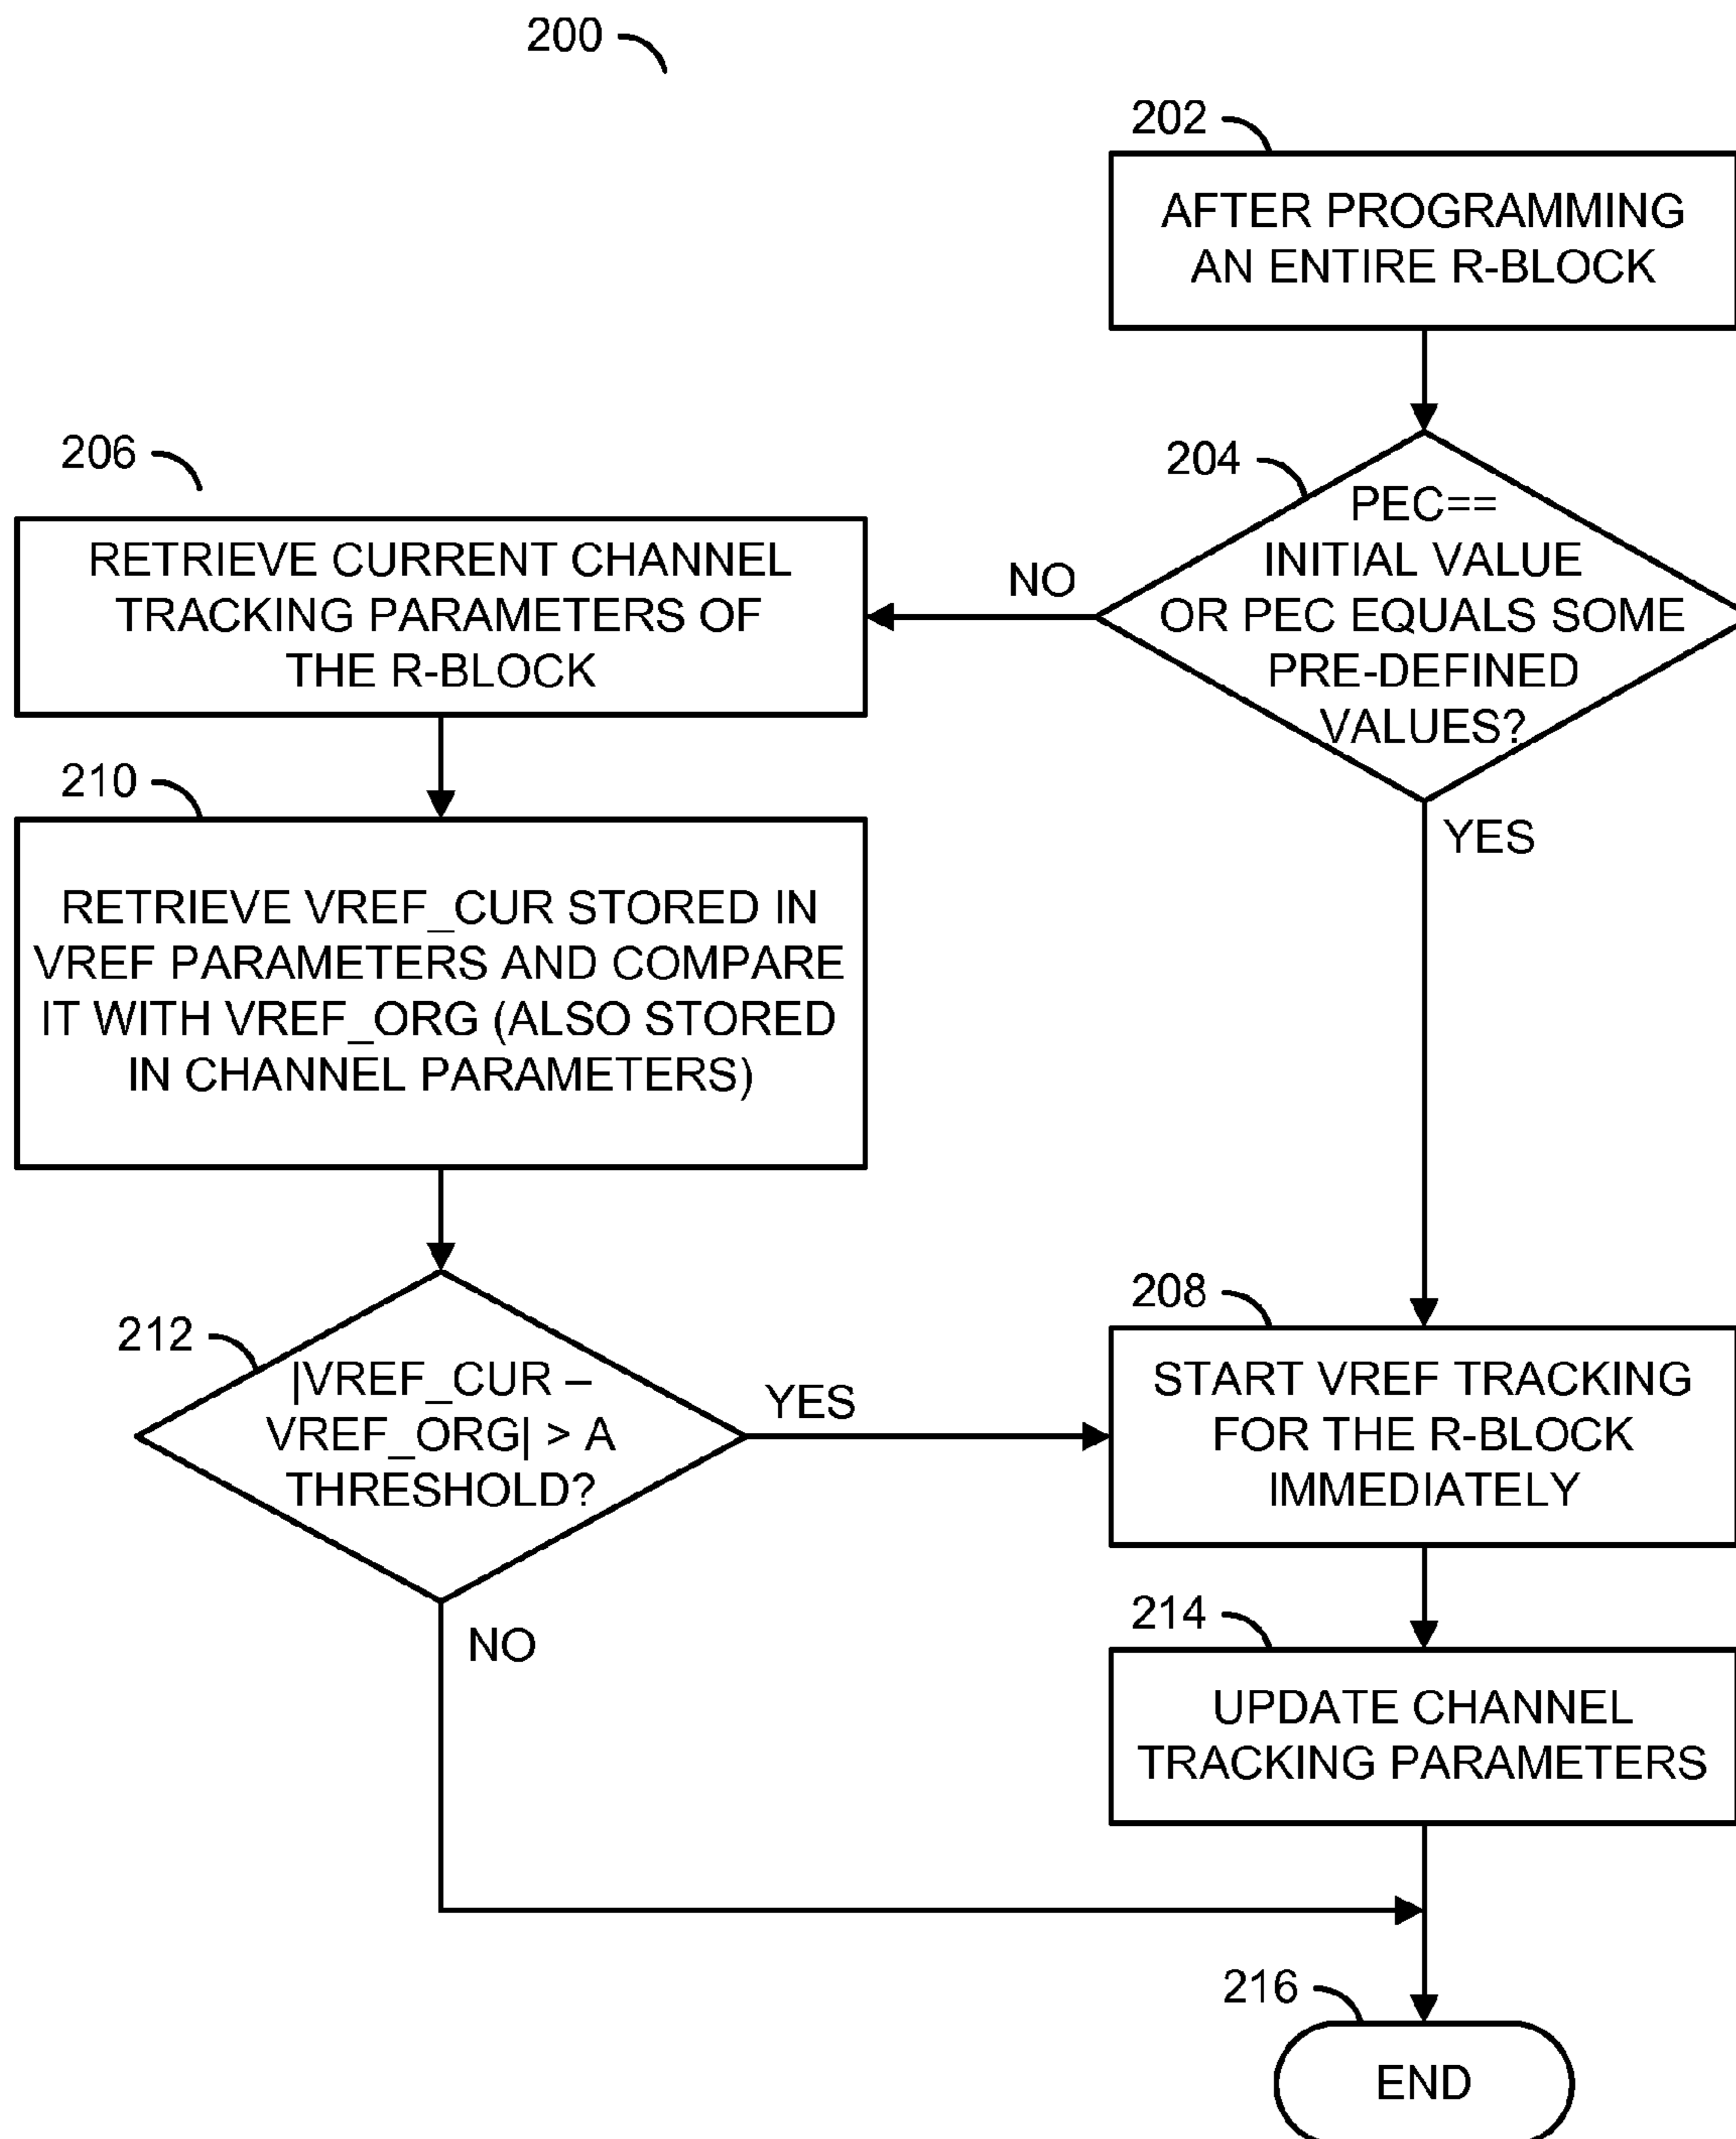 200
202
AFTER PROGRAMMING
AN ENTIRE R-BLOCK
204
PEC==
INITIAL VALUE
OR PEC EQUALS SOME
PRE-DEFINED
VALUES?
NO
YES
206
RETRIEVE CURRENT CHANNEL
TRACKING PARAMETERS OF
THE R-BLOCK
210
RETRIEVE VREF_CUR STORED IN
VREF PARAMETERS AND COMPARE
IT WITH VREF_ORG (ALSO STORED
IN CHANNEL PARAMETERS)
212
|VREF_CUR –
VREF_ORG| > A
THRESHOLD?
YES
NO
208
START VREF TRACKING
FOR THE R-BLOCK
IMMEDIATELY
214
UPDATE CHANNEL
TRACKING PARAMETERS
216
END